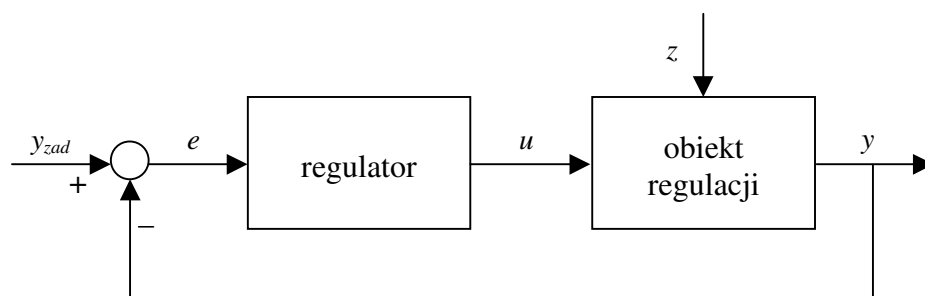 z
y_zad
e
regulator
u
obiekt
regulacji
y
+
−